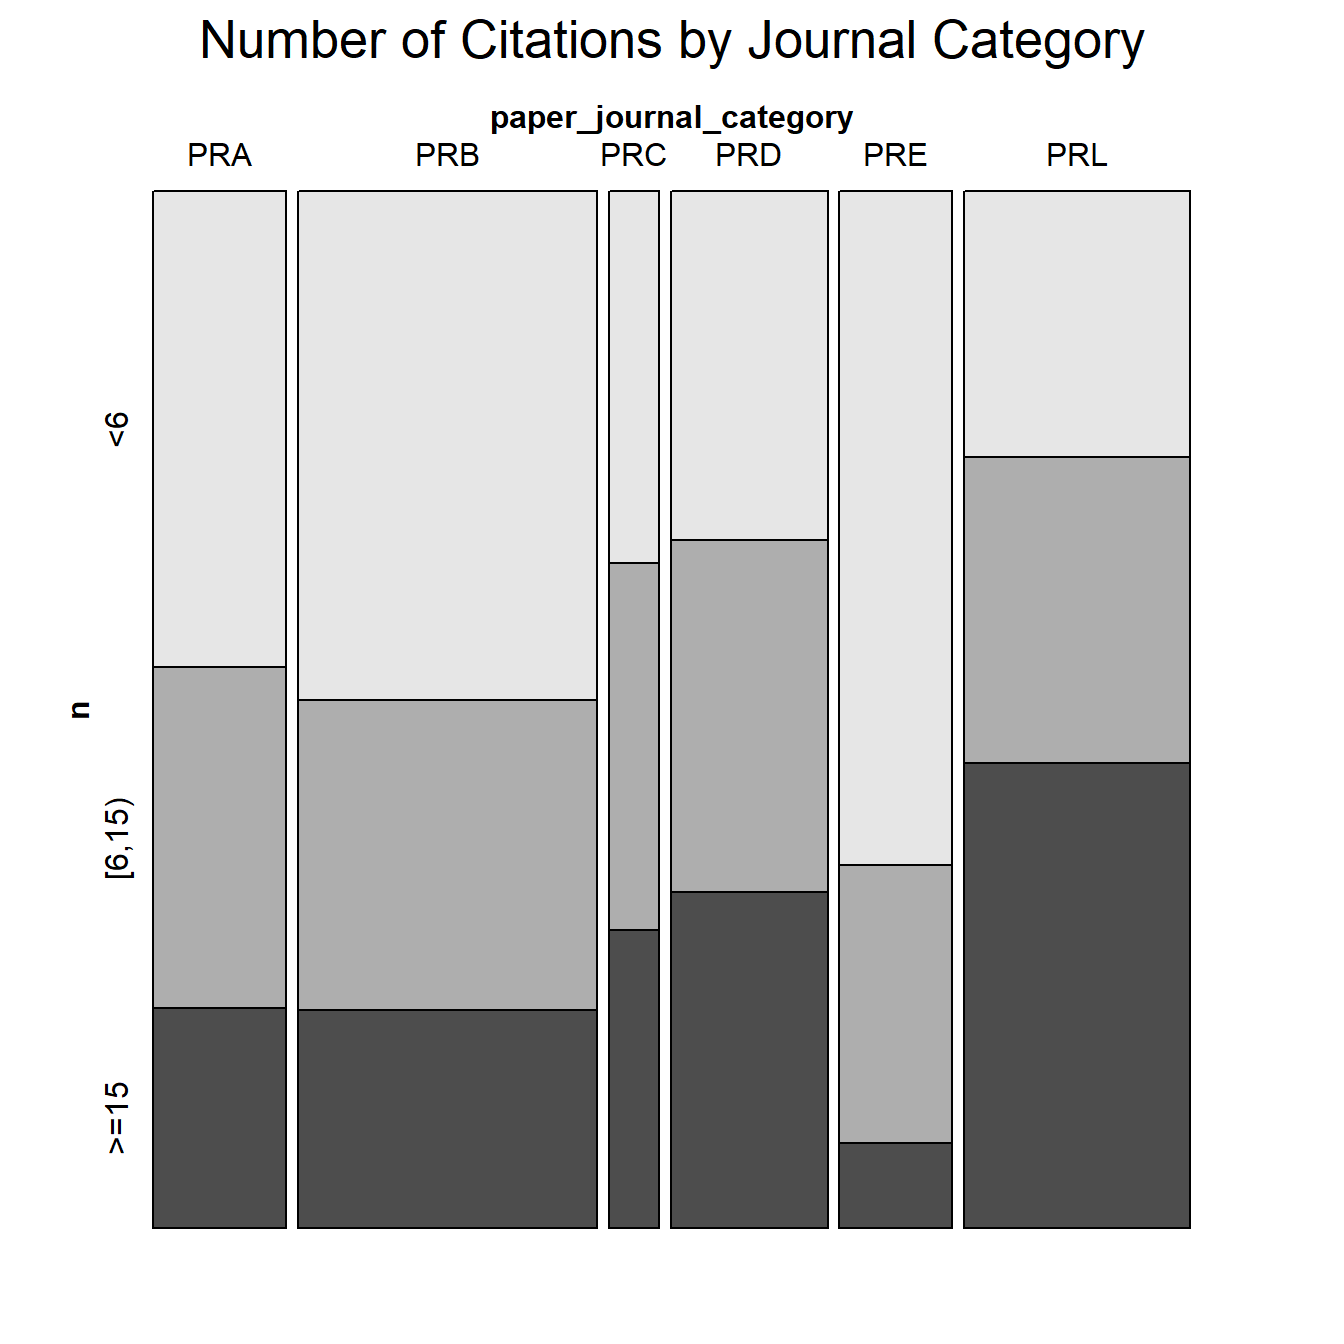 Number of Citations by Journal Category
paper_journal_category
PRA PRB PRC PRD PRE PRL
<6
n
[6,15)
>=15